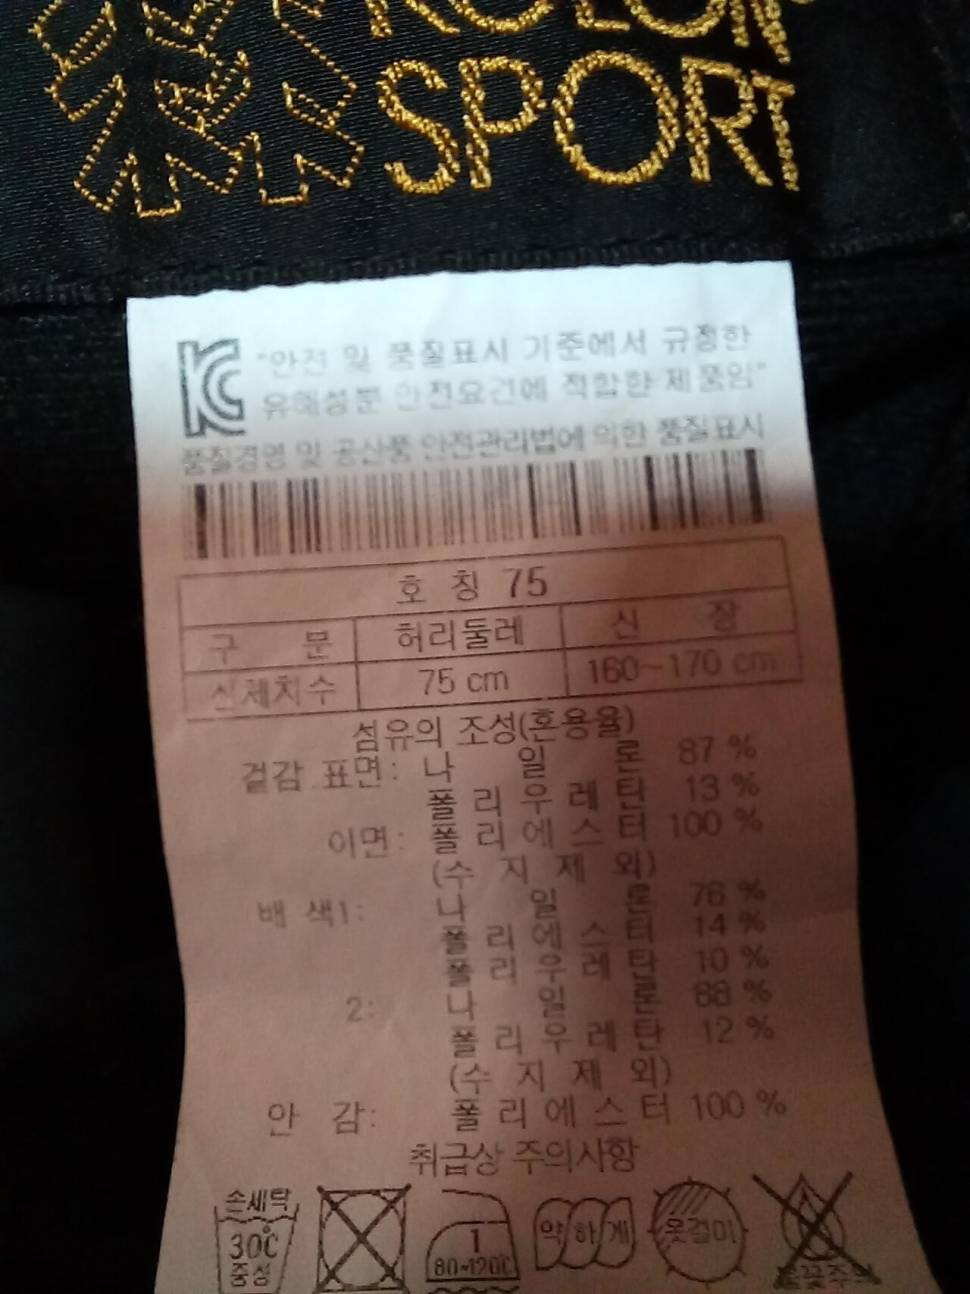 KOLON
SPORT
"안전 및 품질표시 기준에서 규정한
유해성분 안전요건에 적합한 제품임"
품질경영 및 공산품 안전관리법에 의한 품질표시
호 칭 75
구 분 허리둘레 신 장
신체치수 75 cm 160~170 cm
섬유의 조성(혼용율)
겉감 표면: 나 일 론 87 %
폴 리 우 레 탄 13 %
이면: 폴 리 에 스 터 100 %
(수 지 제 외)
배 색1: 나 일 론 76 %
폴 리 에 스 터 14 %
폴 리 우 레 탄 10 %
2: 나 일 론 88 %
폴 리 우 레 탄 12 %
(수 지 제 외)
안 감: 폴 리 에 스 터 100 %
취급상 주의사항
손세탁
30℃
중성
1
80~120℃
약하게
옷걸이